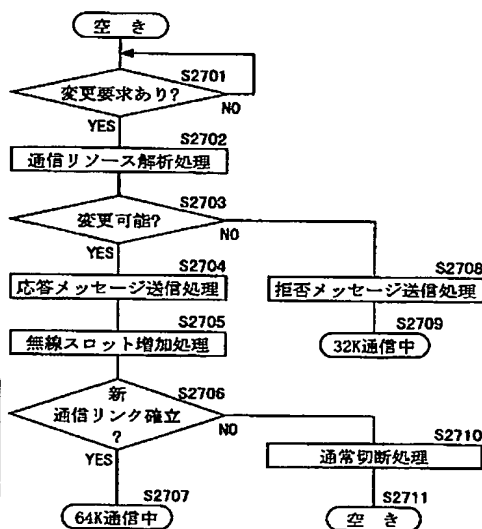 空き
S2701
変更要求あり?
NO
YES
S2702
通信リソース解析処理
S2703
変更可能?
NO
YES
S2704
応答メッセージ送信処理
S2708
拒否メッセージ送信処理
S2705
無線スロット増加処理
S2709
32K通信中
S2706
新
通信リンク確立
?
NO
YES
S2710
通常切断処理
S2707
64K通信中
S2711
空き